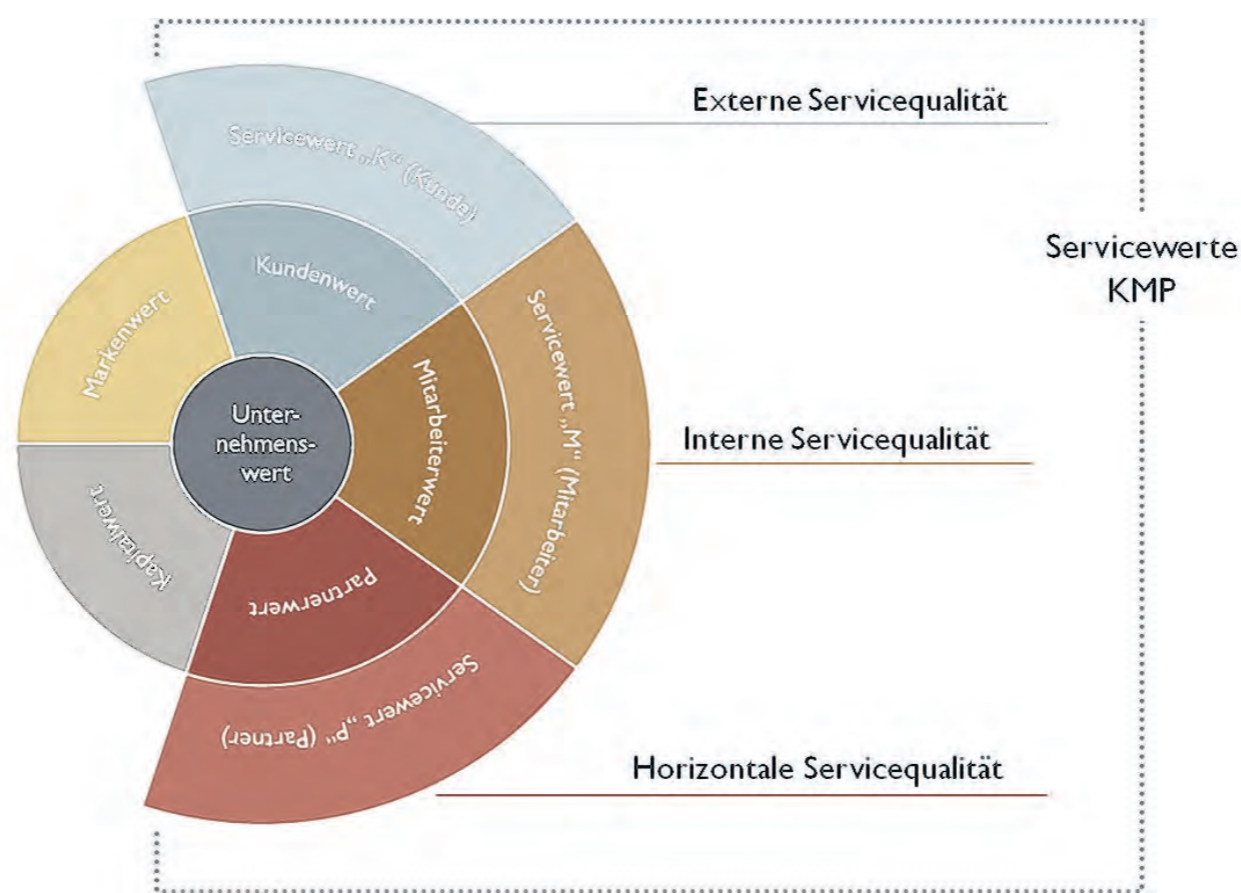 Externe Servicequalität
Servicewert „K“ (Kunde)
Kundenwert
Servicewerte
KMP
Markenwert
Unter-
nehmens-
wert
Mitarbeiterwert
Servicewert „M“ (Mitarbeiter)
Interne Servicequalität
Kapitalwert
Partnerwert
Servicewert „P“ (Partner)
Horizontale Servicequalität